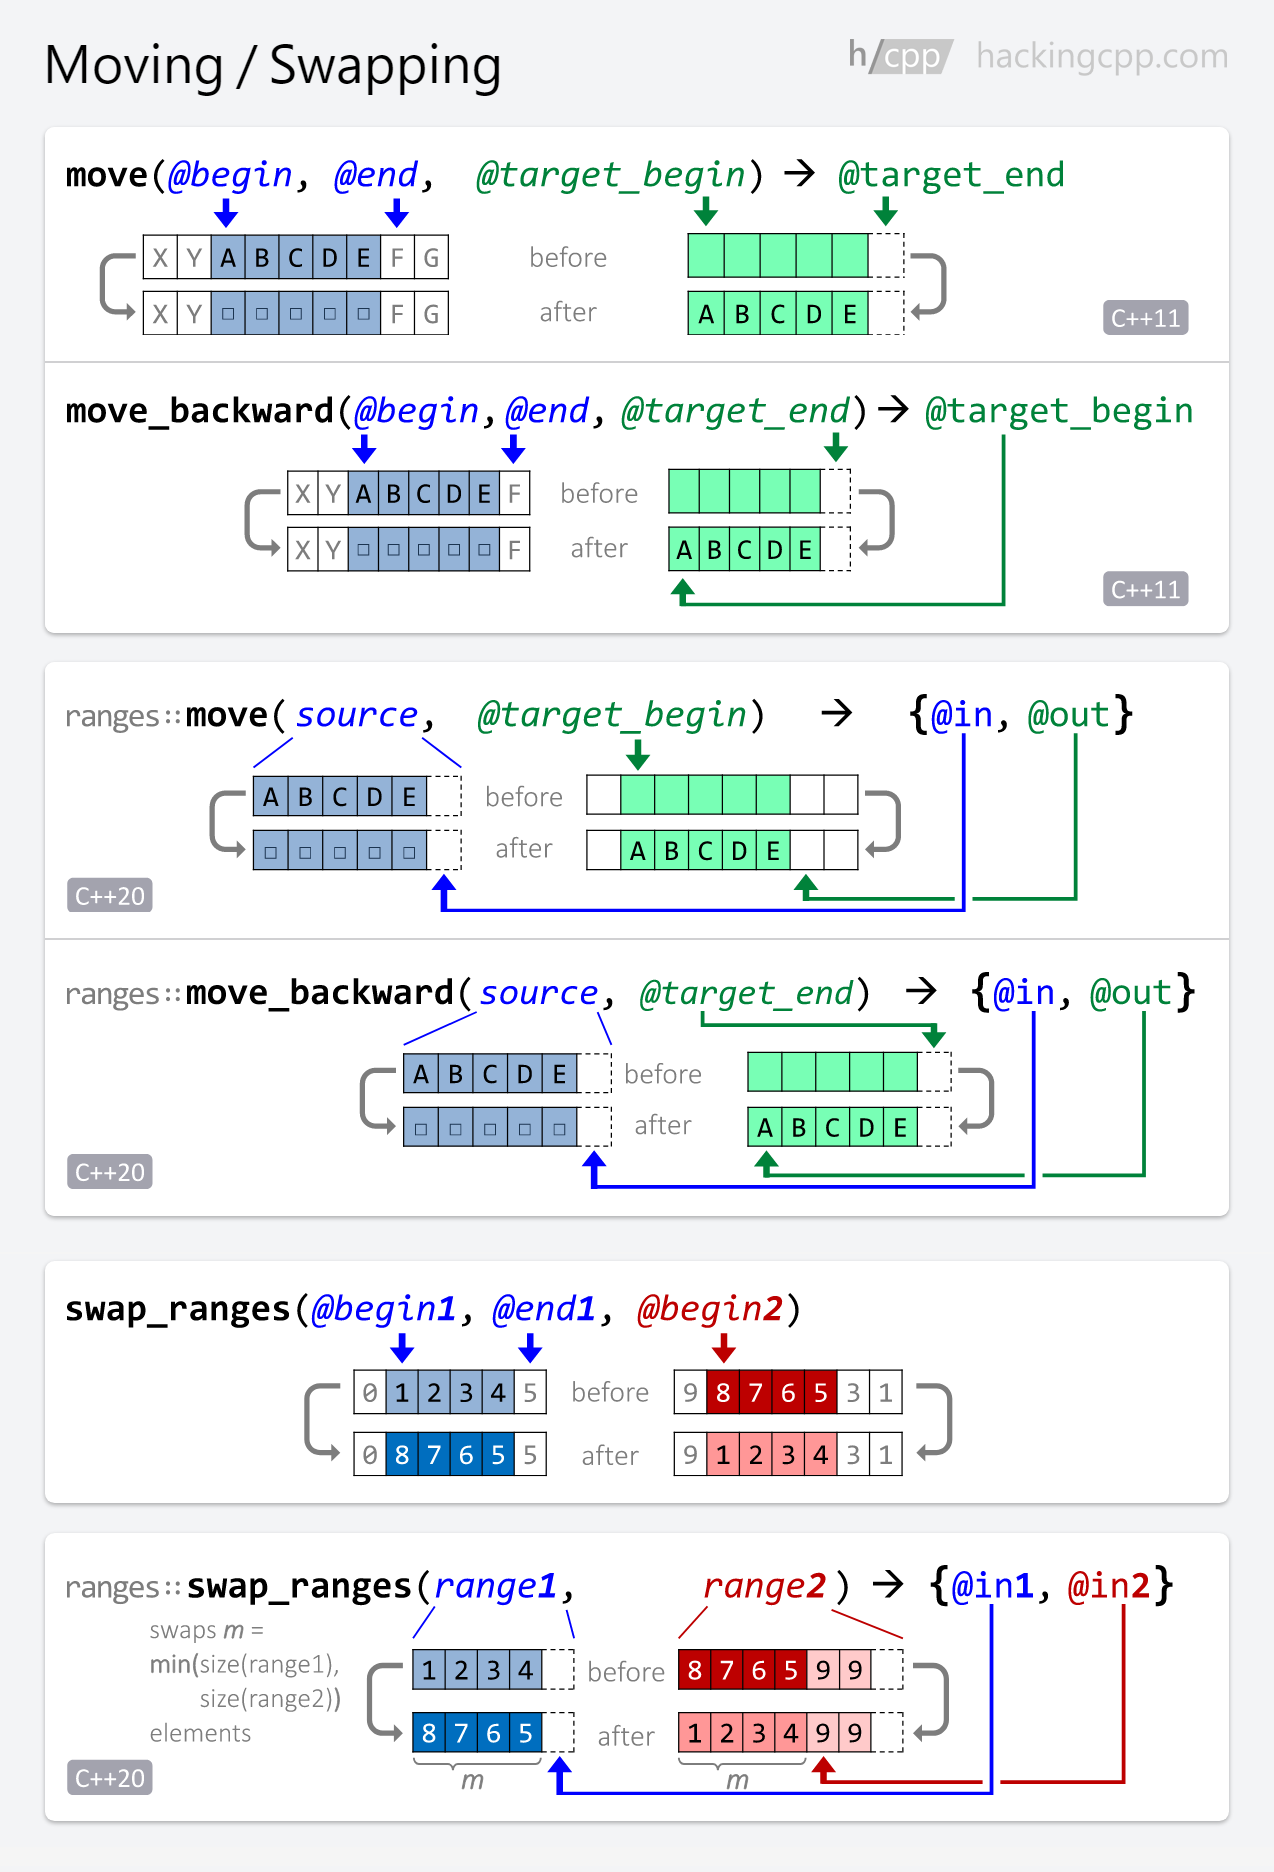 Moving / Swapping
h/cpp hackingcpp.com
move(@begin, @end, @target_begin) → @target_end
X Y A B C D E F G
before
X Y □ □ □ □ □ F G
after
A B C D E
C++11
move_backward(@begin, @end, @target_end) → @target_begin
X Y A B C D E F
before
X Y □ □ □ □ □ F
after
A B C D E
C++11
ranges::move(source, @target_begin) → {@in, @out}
A B C D E
before
□ □ □ □ □
after
A B C D E
C++20
ranges::move_backward(source, @target_end) → {@in, @out}
A B C D E
before
□ □ □ □ □
after
A B C D E
C++20
swap_ranges(@begin1, @end1, @begin2)
0 1 2 3 4 5
before
9 8 7 6 5 3 1
0 8 7 6 5 5
after
9 1 2 3 4 3 1
ranges::swap_ranges(range1, range2) → {@in1, @in2}
swaps m =
min(size(range1),
size(range2))
elements
1 2 3 4
before
8 7 6 5 9 9
8 7 6 5
after
1 2 3 4 9 9
m
m
C++20